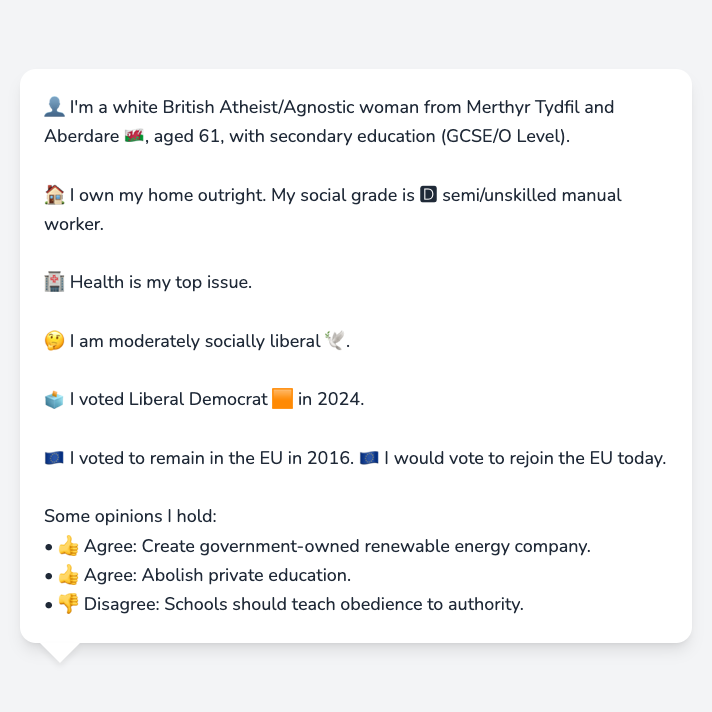 👤 I'm a white British Atheist/Agnostic woman from Merthyr Tydfil and
Aberdare 🏴󠁧󠁢󠁷󠁬󠁳󠁿, aged 61, with secondary education (GCSE/O Level).
🏠 I own my home outright. My social grade is D semi/unskilled manual
worker.
🏥 Health is my top issue.
🤔 I am moderately socially liberal 🕊️.
🗳️ I voted Liberal Democrat 🟧 in 2024.
🇪🇺 I voted to remain in the EU in 2016. 🇪🇺 I would vote to rejoin the EU today.
Some opinions I hold:
• 👍 Agree: Create government-owned renewable energy company.
• 👍 Agree: Abolish private education.
• 👎 Disagree: Schools should teach obedience to authority.